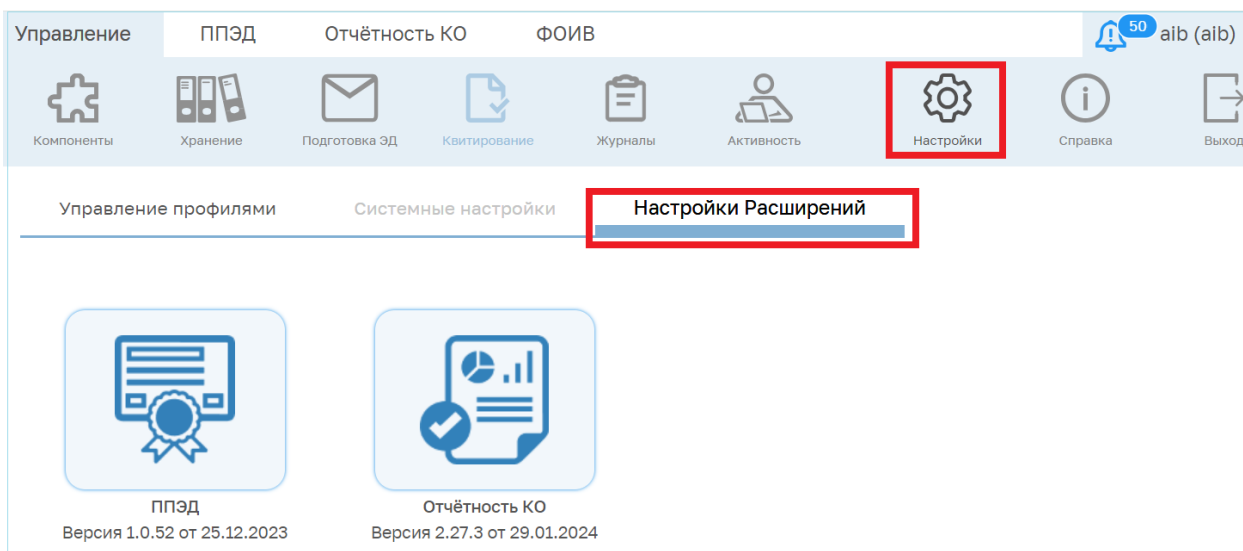 Управление ППЭД Отчётность КО ФОИВ 50 aib (aib)
Компоненты Хранение Подготовка ЭД Квитирование Журналы Активность Настройки Справка Выход
Управление профилями Системные настройки Настройки Расширений
ППЭД Отчётность КО
Версия 1.0.52 от 25.12.2023 Версия 2.27.3 от 29.01.2024